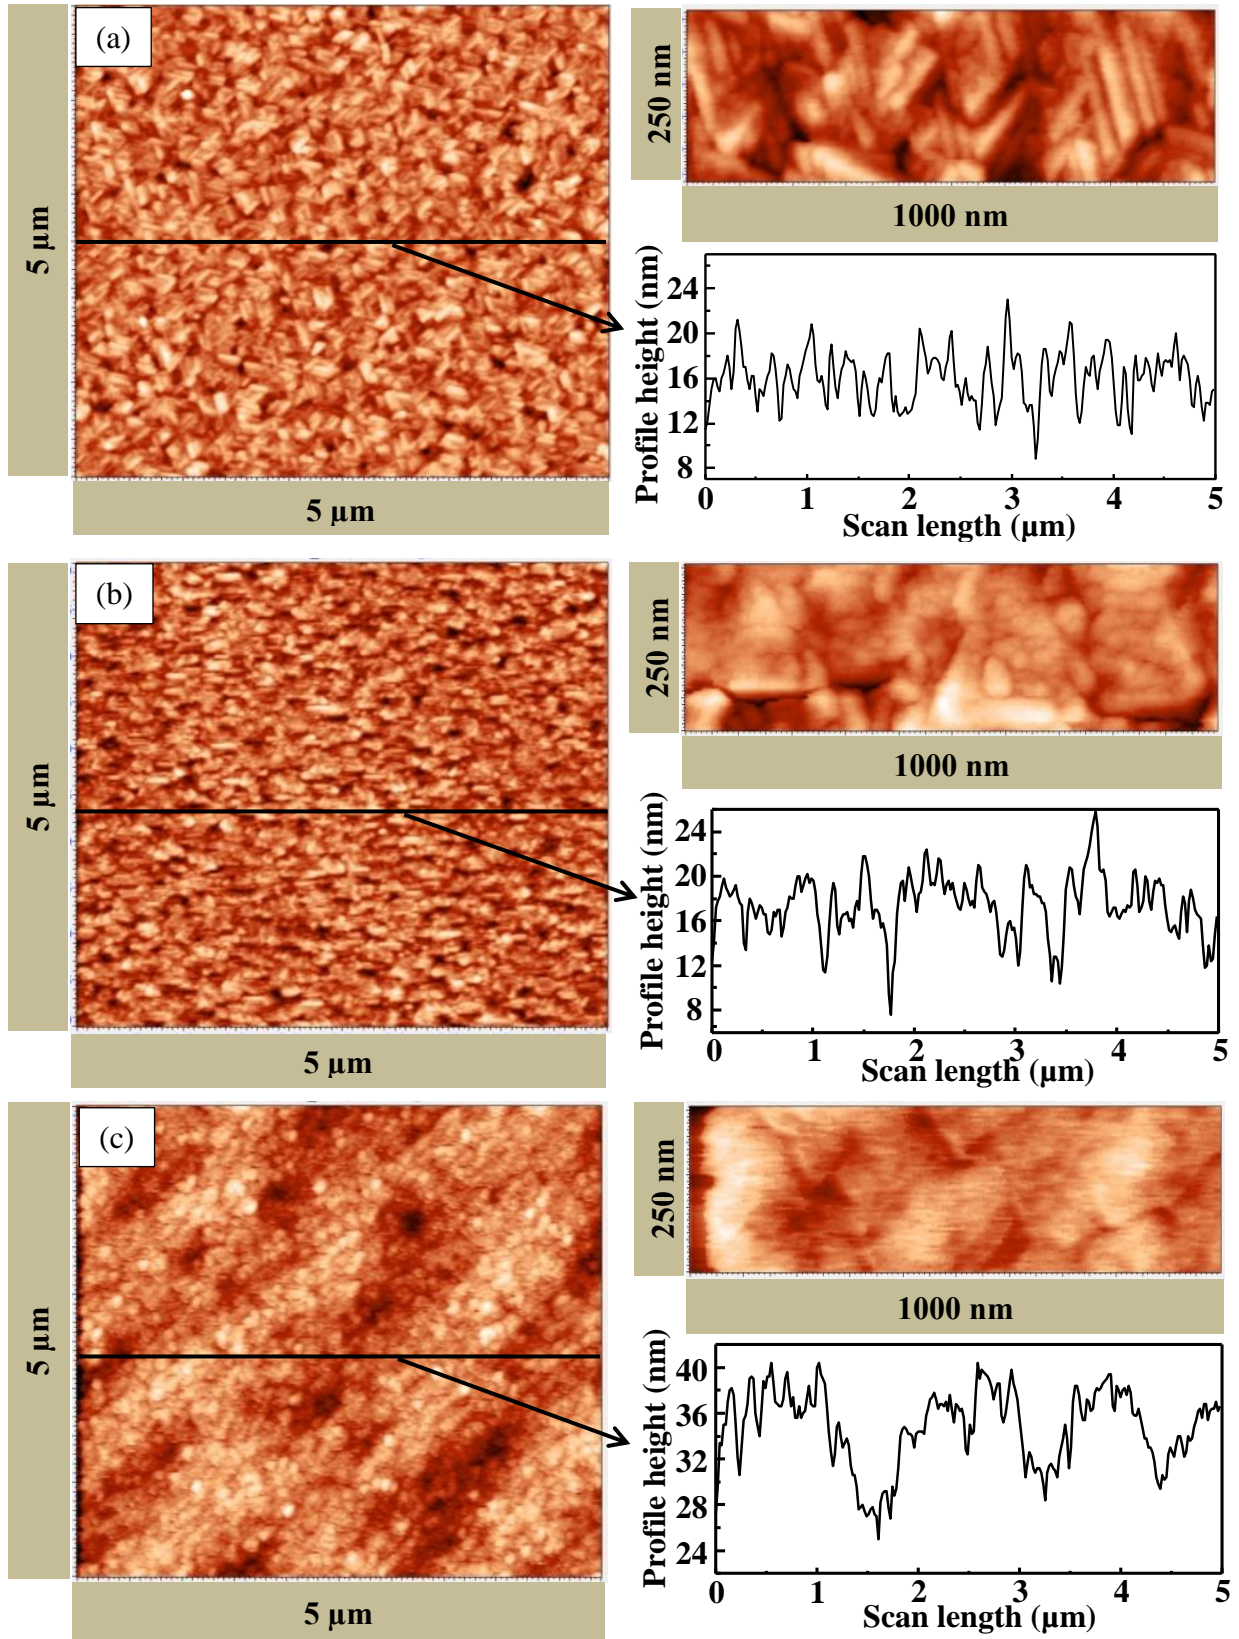 (a)
5 μm
5 μm
250 nm
1000 nm
Profile height (nm)
24
20
16
12
8
0 1 2 3 4 5
Scan length (μm)
(b)
5 μm
5 μm
250 nm
1000 nm
Profile height (nm)
24
20
16
12
8
0 1 2 3 4 5
Scan length (μm)
(c)
5 μm
5 μm
250 nm
1000 nm
Profile height (nm)
40
36
32
28
24
0 1 2 3 4 5
Scan length (μm)